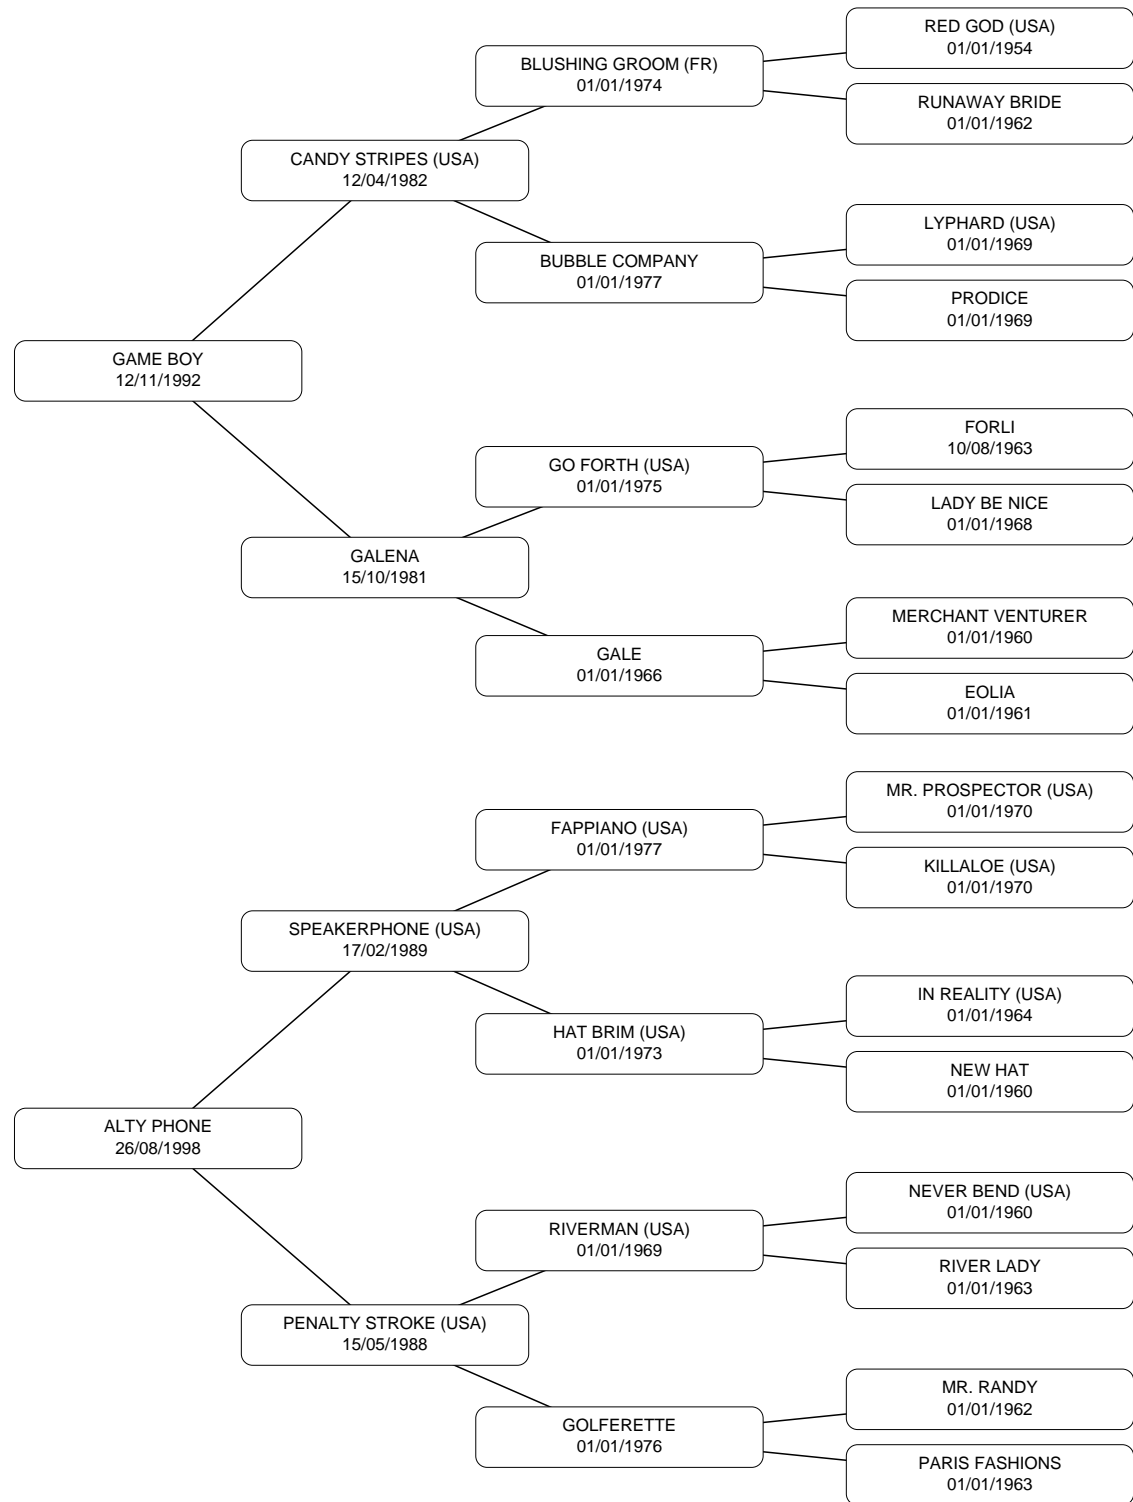 RED GOD (USA)
01/01/1954
BLUSHING GROOM (FR)
01/01/1974
RUNAWAY BRIDE
01/01/1962
CANDY STRIPES (USA)
12/04/1982
LYPHARD (USA)
01/01/1969
BUBBLE COMPANY
01/01/1977
PRODICE
01/01/1969
GAME BOY
12/11/1992
FORLI
10/08/1963
GO FORTH (USA)
01/01/1975
LADY BE NICE
01/01/1968
GALENA
15/10/1981
MERCHANT VENTURER
01/01/1960
GALE
01/01/1966
EOLIA
01/01/1961
MR. PROSPECTOR (USA)
01/01/1970
FAPPIANO (USA)
01/01/1977
KILLALOE (USA)
01/01/1970
SPEAKERPHONE (USA)
17/02/1989
IN REALITY (USA)
01/01/1964
HAT BRIM (USA)
01/01/1973
NEW HAT
01/01/1960
ALTY PHONE
26/08/1998
NEVER BEND (USA)
01/01/1960
RIVERMAN (USA)
01/01/1969
RIVER LADY
01/01/1963
PENALTY STROKE (USA)
15/05/1988
MR. RANDY
01/01/1962
GOLFERETTE
01/01/1976
PARIS FASHIONS
01/01/1963